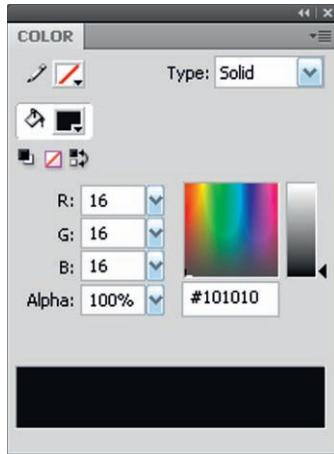 COLOR
Type: Solid
R: 16
G: 16
B: 16
Alpha: 100% #101010